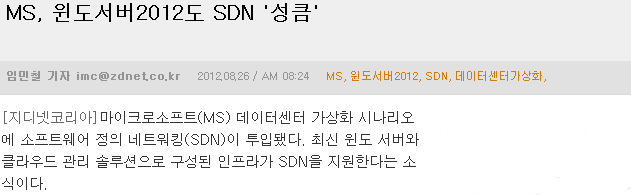 MS, 윈도서버2012도 SDN '성큼'
임민철 기자 imc@zdnet.co.kr 2012.08.26 / AM 08:24 MS, 윈도서버2012, SDN, 데이터센터가상화,
[지디넷코리아]마이크로소프트(MS) 데이터센터 가상화 시나리오
에 소프트웨어 정의 네트워킹(SDN)이 투입됐다. 최신 윈도 서버와
클라우드 관리 솔루션으로 구성된 인프라가 SDN을 지원한다는 소
식이다.